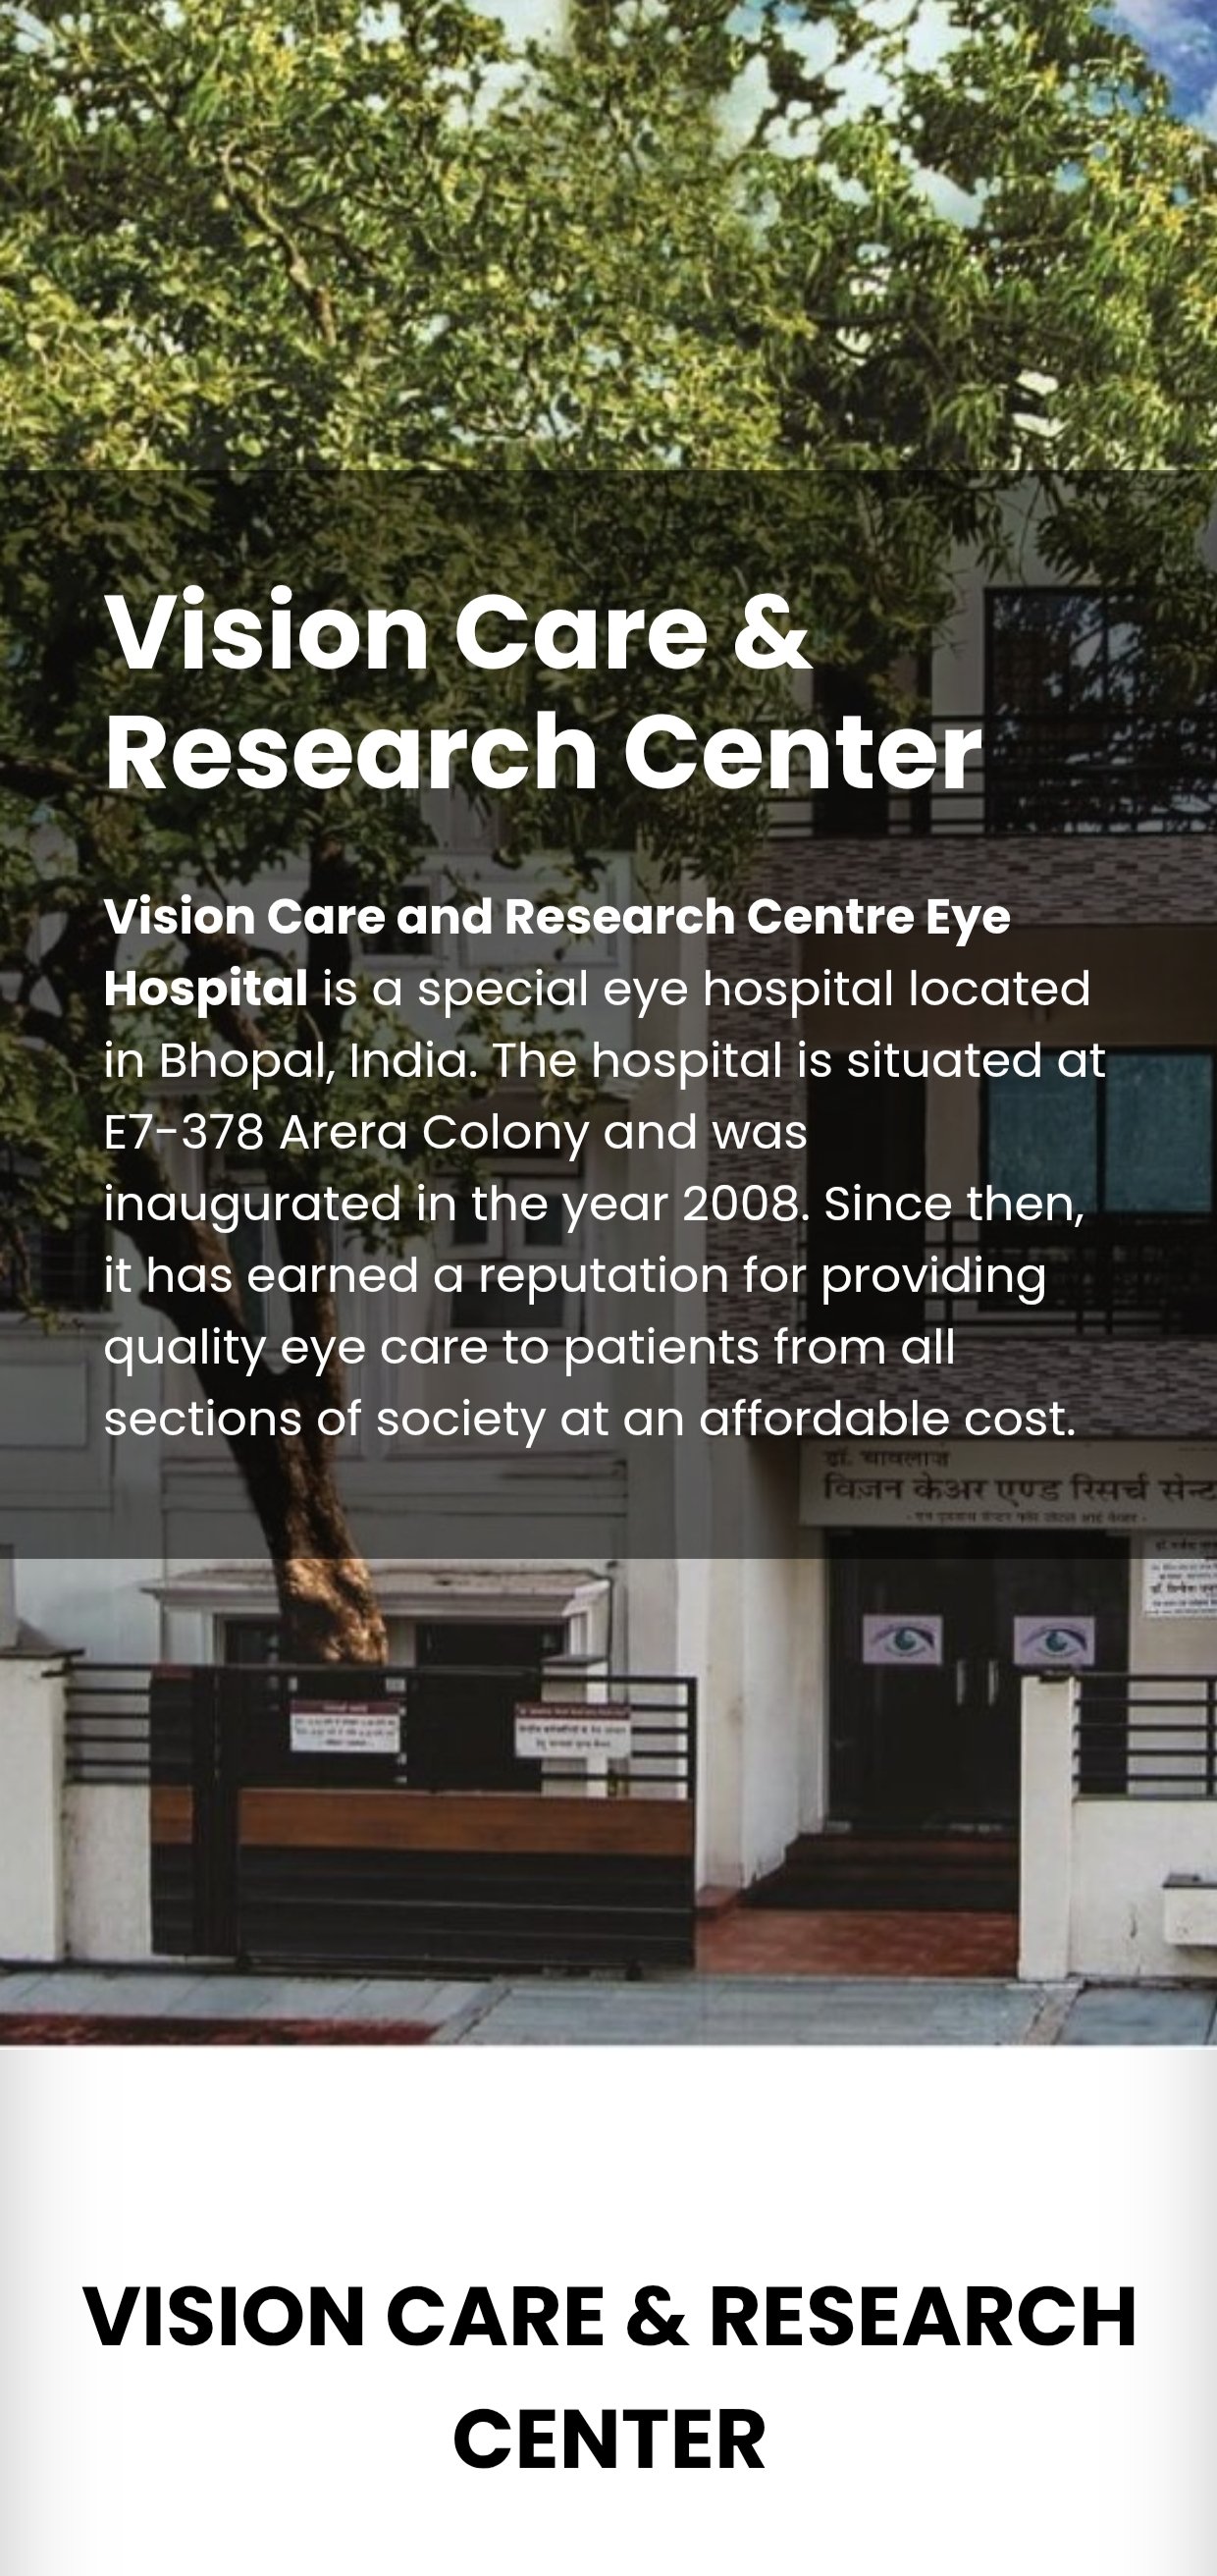 Vision Care &
Research Center
Vision Care and Research Centre Eye
Hospital is a special eye hospital located
in Bhopal, India. The hospital is situated at
E7-378 Arera Colony and was
inaugurated in the year 2008. Since then,
it has earned a reputation for providing
quality eye care to patients from all
sections of society at an affordable cost.
डॉ. चावलाज़
विज़न केअर एण्ड रिसर्च सेन्ट
VISION CARE & RESEARCH
CENTER